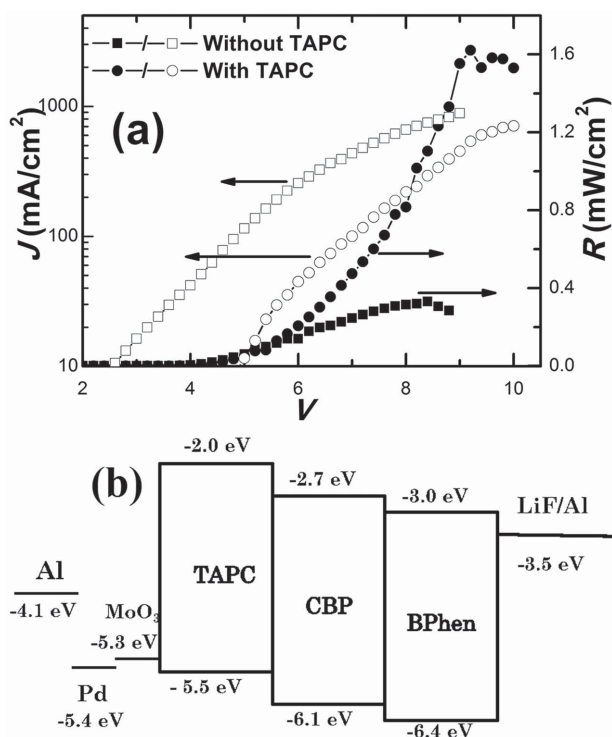 ■/□ Without TAPC
●/○ With TAPC
(a)
J (mA/cm²)
1000
100
10
R (mW/cm²)
1.6
1.2
0.8
0.4
0.0
2 4 6 8 10
V
(b)
-2.0 eV
-2.7 eV
-3.0 eV
LiF/Al
-3.5 eV
TAPC
CBP
BPhen
Al
-4.1 eV
MoO₃
-5.3 eV
Pd
-5.4 eV
- 5.5 eV
-6.1 eV
-6.4 eV